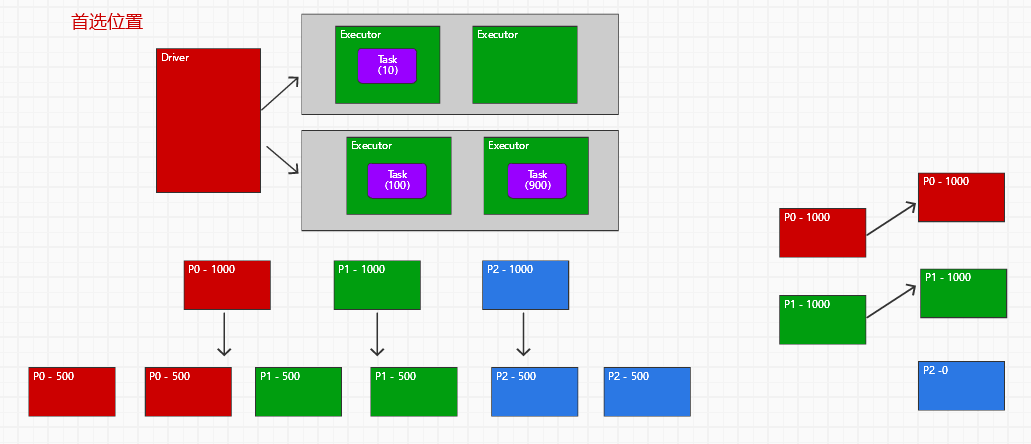 首选位置
Driver
Executor
Task
(10)
Executor
Executor
Task
(100)
Executor
Task
(900)
P0 - 1000
P1 - 1000
P2 - 1000
P0 - 500
P0 - 500
P1 - 500
P1 - 500
P2 - 500
P2 - 500
P0 - 1000
P0 - 1000
P1 - 1000
P1 - 1000
P2 -0